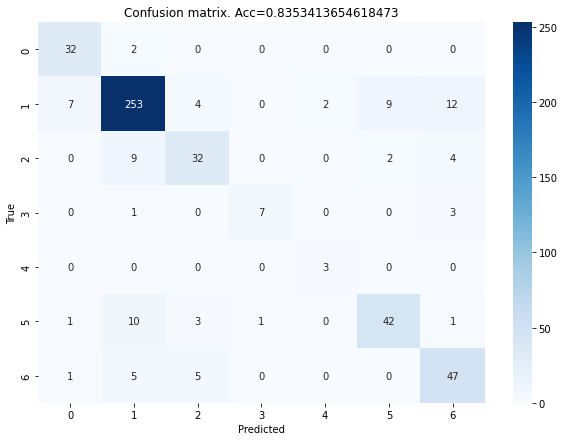 Confusion matrix. Acc=0.8353413654618473
0 32 2 0 0 0 0 0
1 7 253 4 0 2 9 12
2 0 9 32 0 0 2 4
3 0 1 0 7 0 0 3
4 0 0 0 0 3 0 0
5 1 10 3 1 0 42 1
6 1 5 5 0 0 0 47
0 1 2 3 4 5 6
True
Predicted
250
200
150
100
50
0